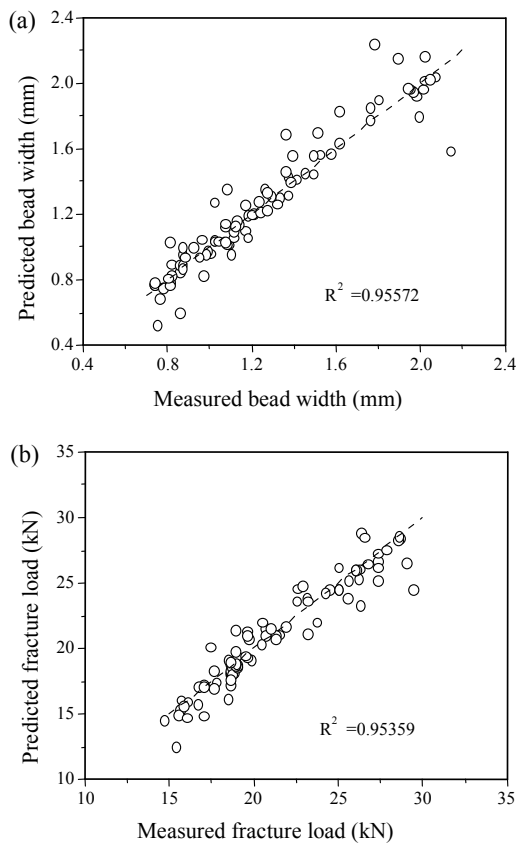 (a)
2.4
2.0
1.6
1.2
0.8
0.4
Predicted bead width (mm)
R² =0.95572
0.4 0.8 1.2 1.6 2.0 2.4
Measured bead width (mm)
(b)
35
30
25
20
15
10
Predicted fracture load (kN)
R² =0.95359
10 15 20 25 30 35
Measured fracture load (kN)